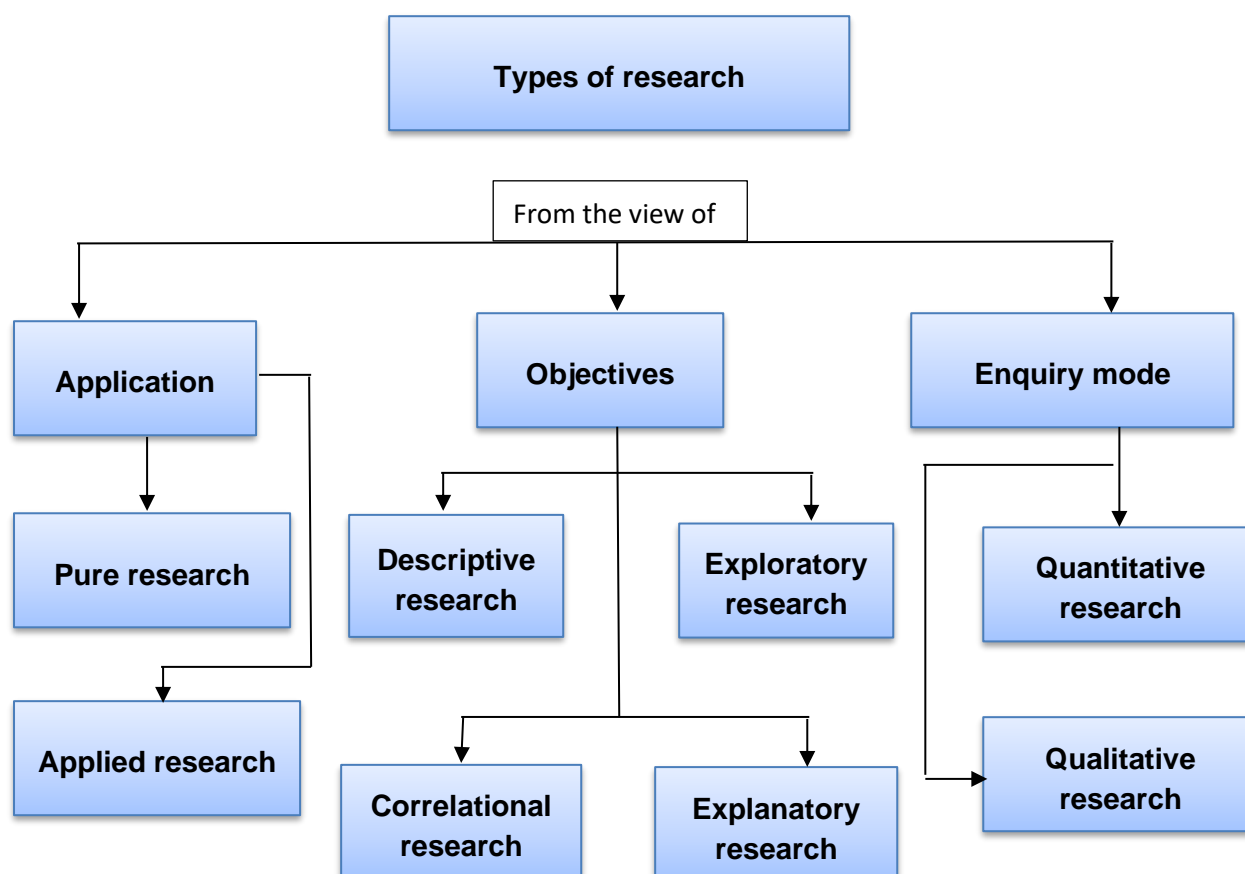 Types of research
From the view of
Application
Objectives
Enquiry mode
Pure research
Descriptive
research
Exploratory
research
Quantitative
research
Applied research
Correlational
research
Explanatory
research
Qualitative
research